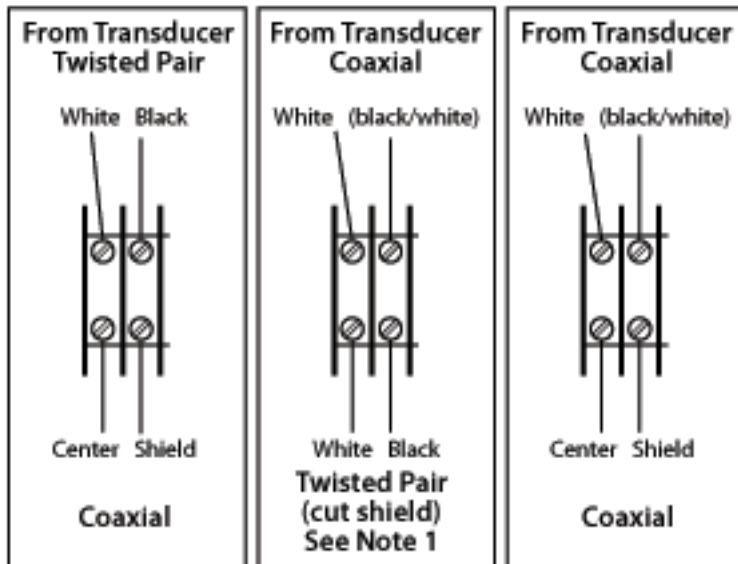 From Transducer
Twisted Pair
White Black
Center Shield
Coaxial
From Transducer
Coaxial
White (black/white)
White Black
Twisted Pair
(cut shield)
See Note 1
From Transducer
Coaxial
White (black/white)
Center Shield
Coaxial